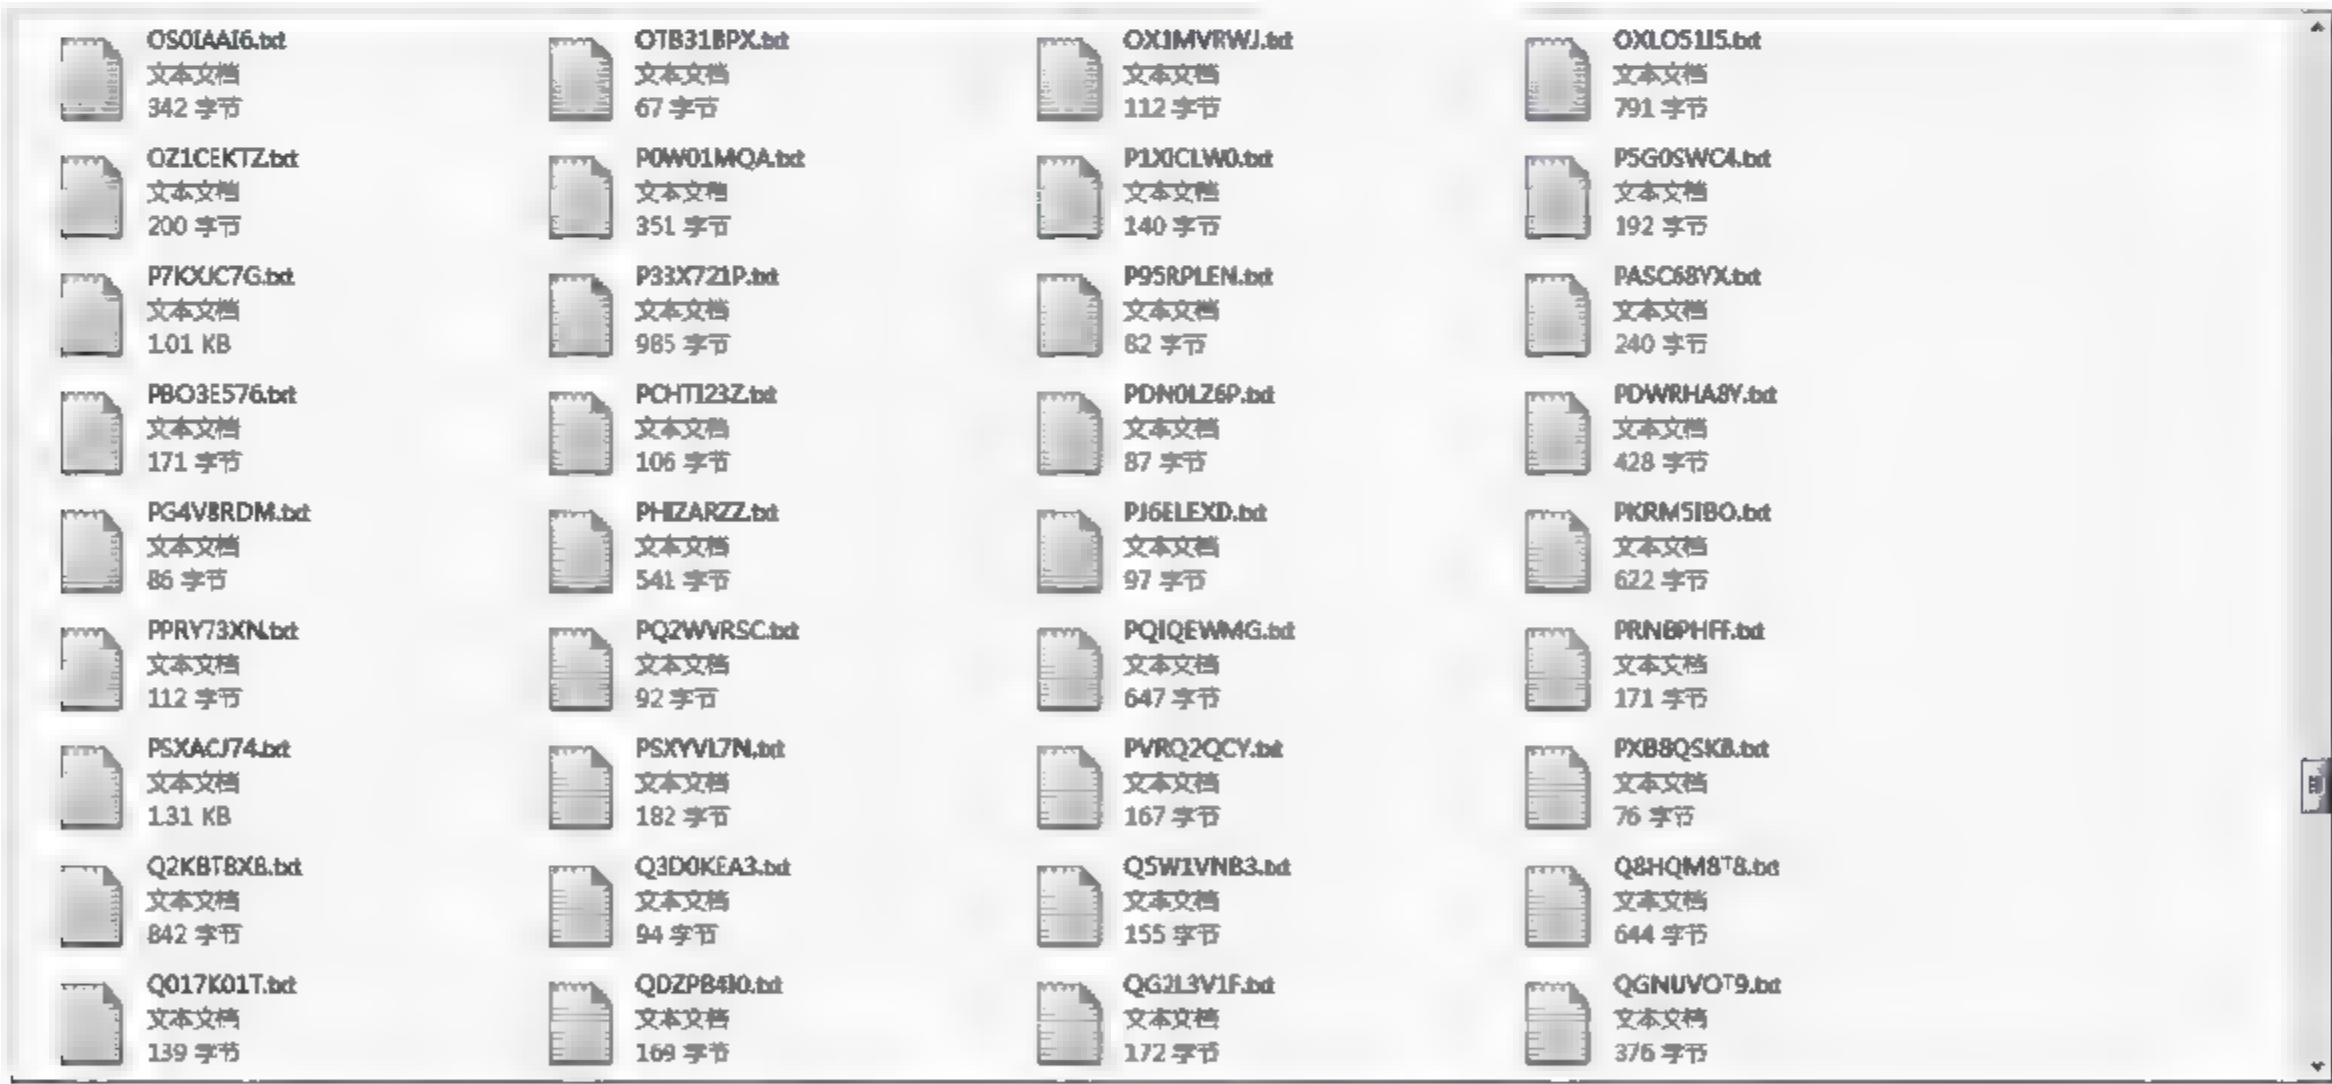 OS0IAAI6.txt
文本文档
342 字节
OTB31BPX.txt
文本文档
67 字节
OX1MVRWJ.txt
文本文档
112 字节
OXLO51I5.txt
文本文档
791 字节
OZ1CEKTZ.txt
文本文档
200 字节
P0W01MQA.txt
文本文档
351 字节
P1XICLW0.txt
文本文档
140 字节
P5G0SWC4.txt
文本文档
192 字节
P7KXJC7G.txt
文本文档
1.01 KB
P33X721P.txt
文本文档
985 字节
P95RPLEN.txt
文本文档
82 字节
PASC68YX.txt
文本文档
240 字节
PBO3E576.txt
文本文档
171 字节
PCHTI23Z.txt
文本文档
106 字节
PDN0LZ6P.txt
文本文档
87 字节
PDWRHA8Y.txt
文本文档
428 字节
PG4V8RDM.txt
文本文档
86 字节
PHIZARZZ.txt
文本文档
541 字节
PJ6ELEXD.txt
文本文档
97 字节
PKRM5IBO.txt
文本文档
622 字节
PPRY73XN.txt
文本文档
112 字节
PQ2WVRSC.txt
文本文档
92 字节
PQIQEWMG.txt
文本文档
647 字节
PRNBPHFF.txt
文本文档
171 字节
PSXACJ74.txt
文本文档
1.31 KB
PSXYVL7N.txt
文本文档
182 字节
PVRQ2QCY.txt
文本文档
167 字节
PXB8QSKB.txt
文本文档
76 字节
Q2KBT8XB.txt
文本文档
842 字节
Q3D0KEA3.txt
文本文档
94 字节
Q5W1VNB3.txt
文本文档
155 字节
Q8HQM8T8.txt
文本文档
644 字节
Q017K01T.txt
文本文档
139 字节
QDZPB4I0.txt
文本文档
169 字节
QG2L3V1F.txt
文本文档
172 字节
QGNUVOT9.txt
文本文档
376 字节